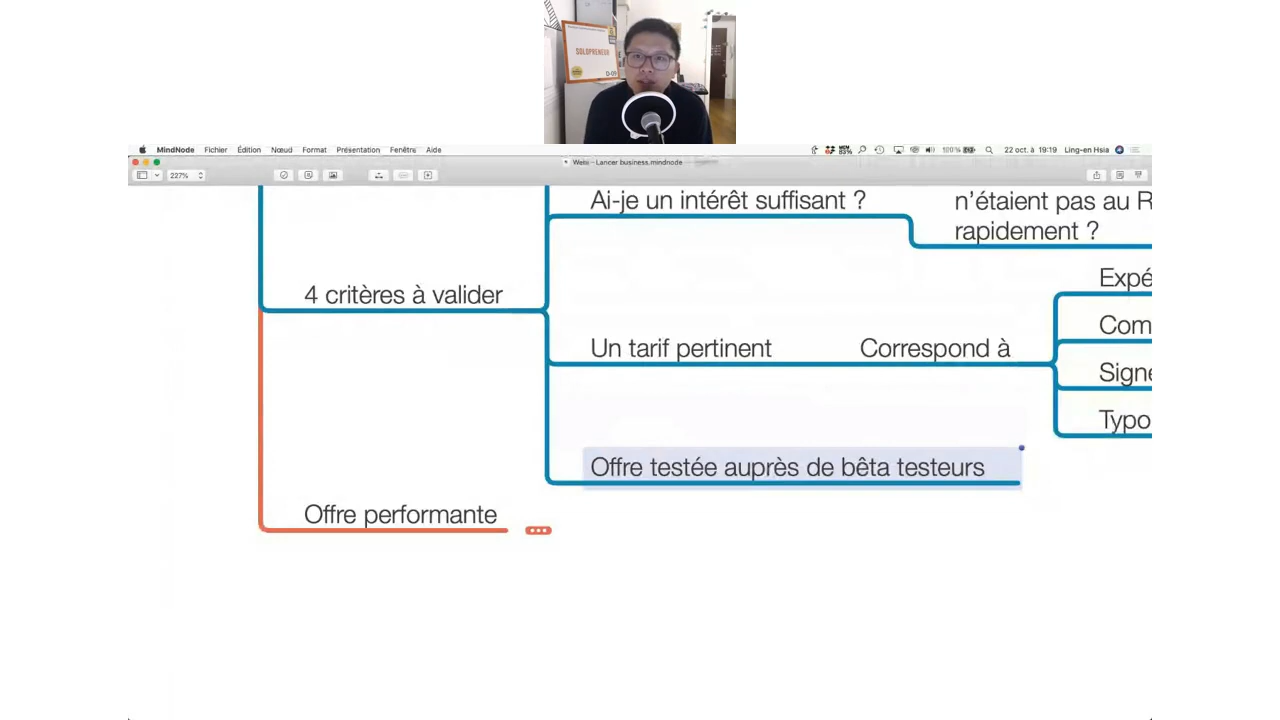 SOLOPRENEUR
MindNode Fichier Édition Nœud Format Présentation Fenêtre Aide
100% 22 oct. à 19:19 Ling-en Hsia
Weisi – Lancer business.mindnode
227%
Ai-je un intérêt suffisant ?
n'étaient pas au R
rapidement ?
4 critères à valider
Expé
Un tarif pertinent
Correspond à
Com
Signe
Typo
Offre testée auprès de bêta testeurs
Offre performante